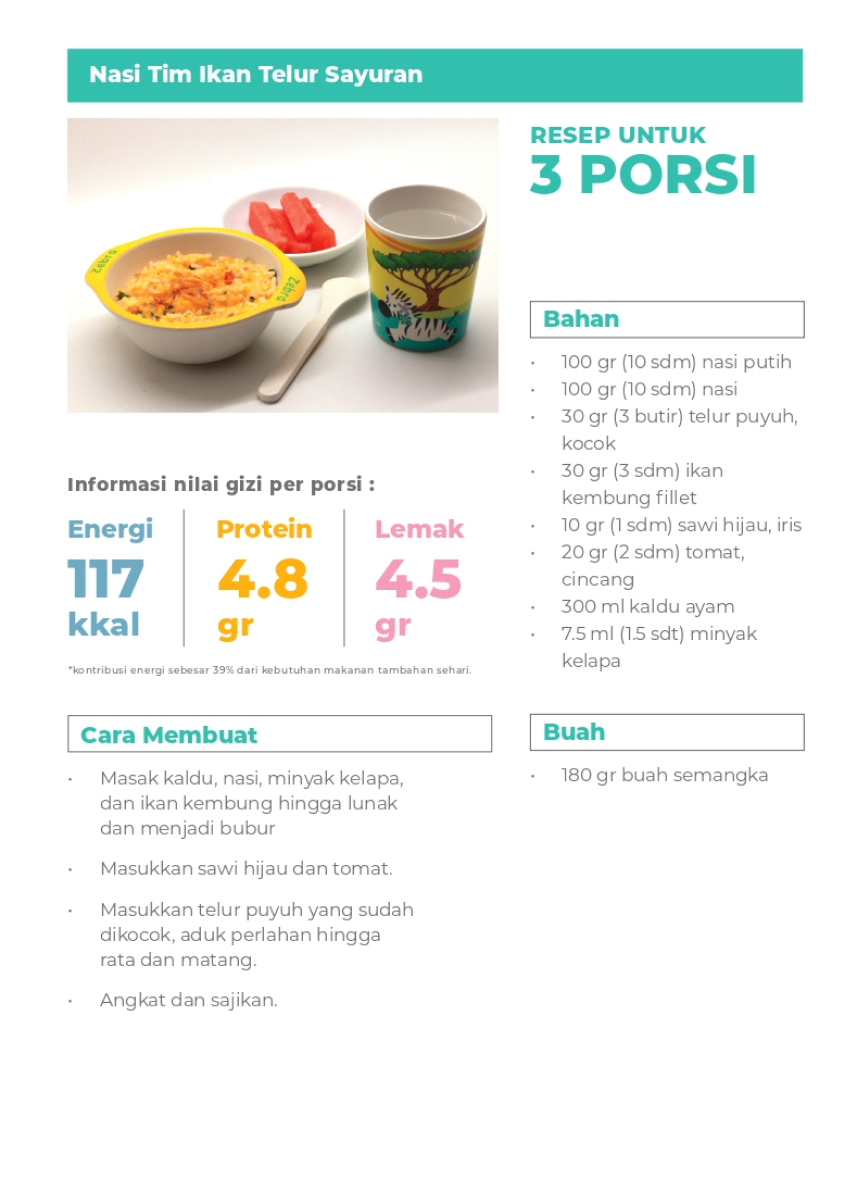 Nasi Tim Ikan Telur Sayuran
RESEP UNTUK
3 PORSI
Zebra
Zebra
Informasi nilai gizi per porsi :
Energi
117
kkal
Protein
4.8
gr
Lemak
4.5
gr
*kontribusi energi sebesar 39% dari kebutuhan makanan tambahan sehari.
Bahan
• 100 gr (10 sdm) nasi putih
• 100 gr (10 sdm) nasi
• 30 gr (3 butir) telur puyuh,
kocok
• 30 gr (3 sdm) ikan
kembung fillet
• 10 gr (1 sdm) sawi hijau, iris
• 20 gr (2 sdm) tomat,
cincang
• 300 ml kaldu ayam
• 7.5 ml (1.5 sdt) minyak
kelapa
Buah
• 180 gr buah semangka
Cara Membuat
• Masak kaldu, nasi, minyak kelapa,
dan ikan kembung hingga lunak
dan menjadi bubur
• Masukkan sawi hijau dan tomat.
• Masukkan telur puyuh yang sudah
dikocok, aduk perlahan hingga
rata dan matang.
• Angkat dan sajikan.